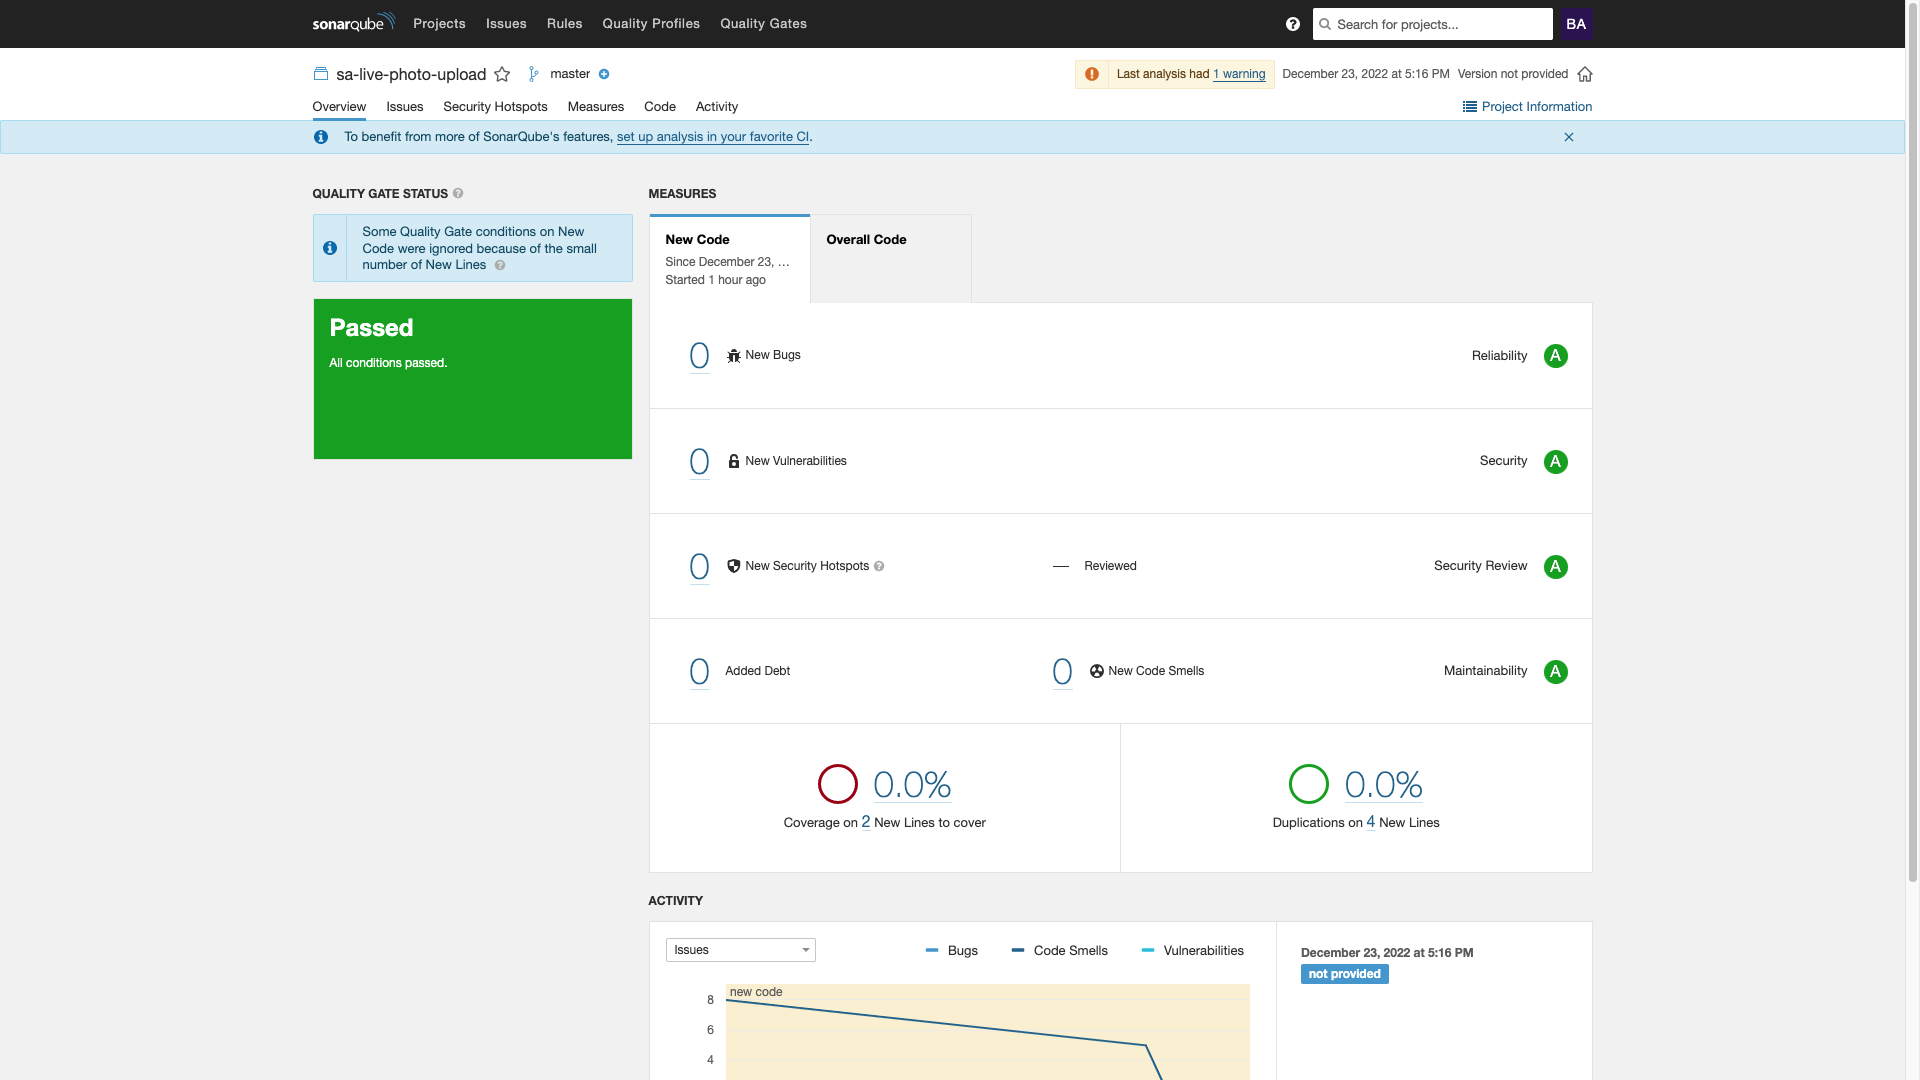 sonarqube Projects Issues Rules Quality Profiles Quality Gates Search for projects... BA
sa-live-photo-upload master Last analysis had 1 warning December 23, 2022 at 5:16 PM Version not provided
Overview Issues Security Hotspots Measures Code Activity Project Information
To benefit from more of SonarQube's features, set up analysis in your favorite CI.
QUALITY GATE STATUS
Some Quality Gate conditions on New
Code were ignored because of the small
number of New Lines
Passed
All conditions passed.
MEASURES
New Code
Since December 23, ...
Started 1 hour ago
Overall Code
0 New Bugs Reliability A
0 New Vulnerabilities Security A
0 New Security Hotspots — Reviewed Security Review A
0 Added Debt 0 New Code Smells Maintainability A
0.0%
Coverage on 2 New Lines to cover
0.0%
Duplications on 4 New Lines
ACTIVITY
Issues Bugs Code Smells Vulnerabilities
new code
8
6
4
December 23, 2022 at 5:16 PM
not provided